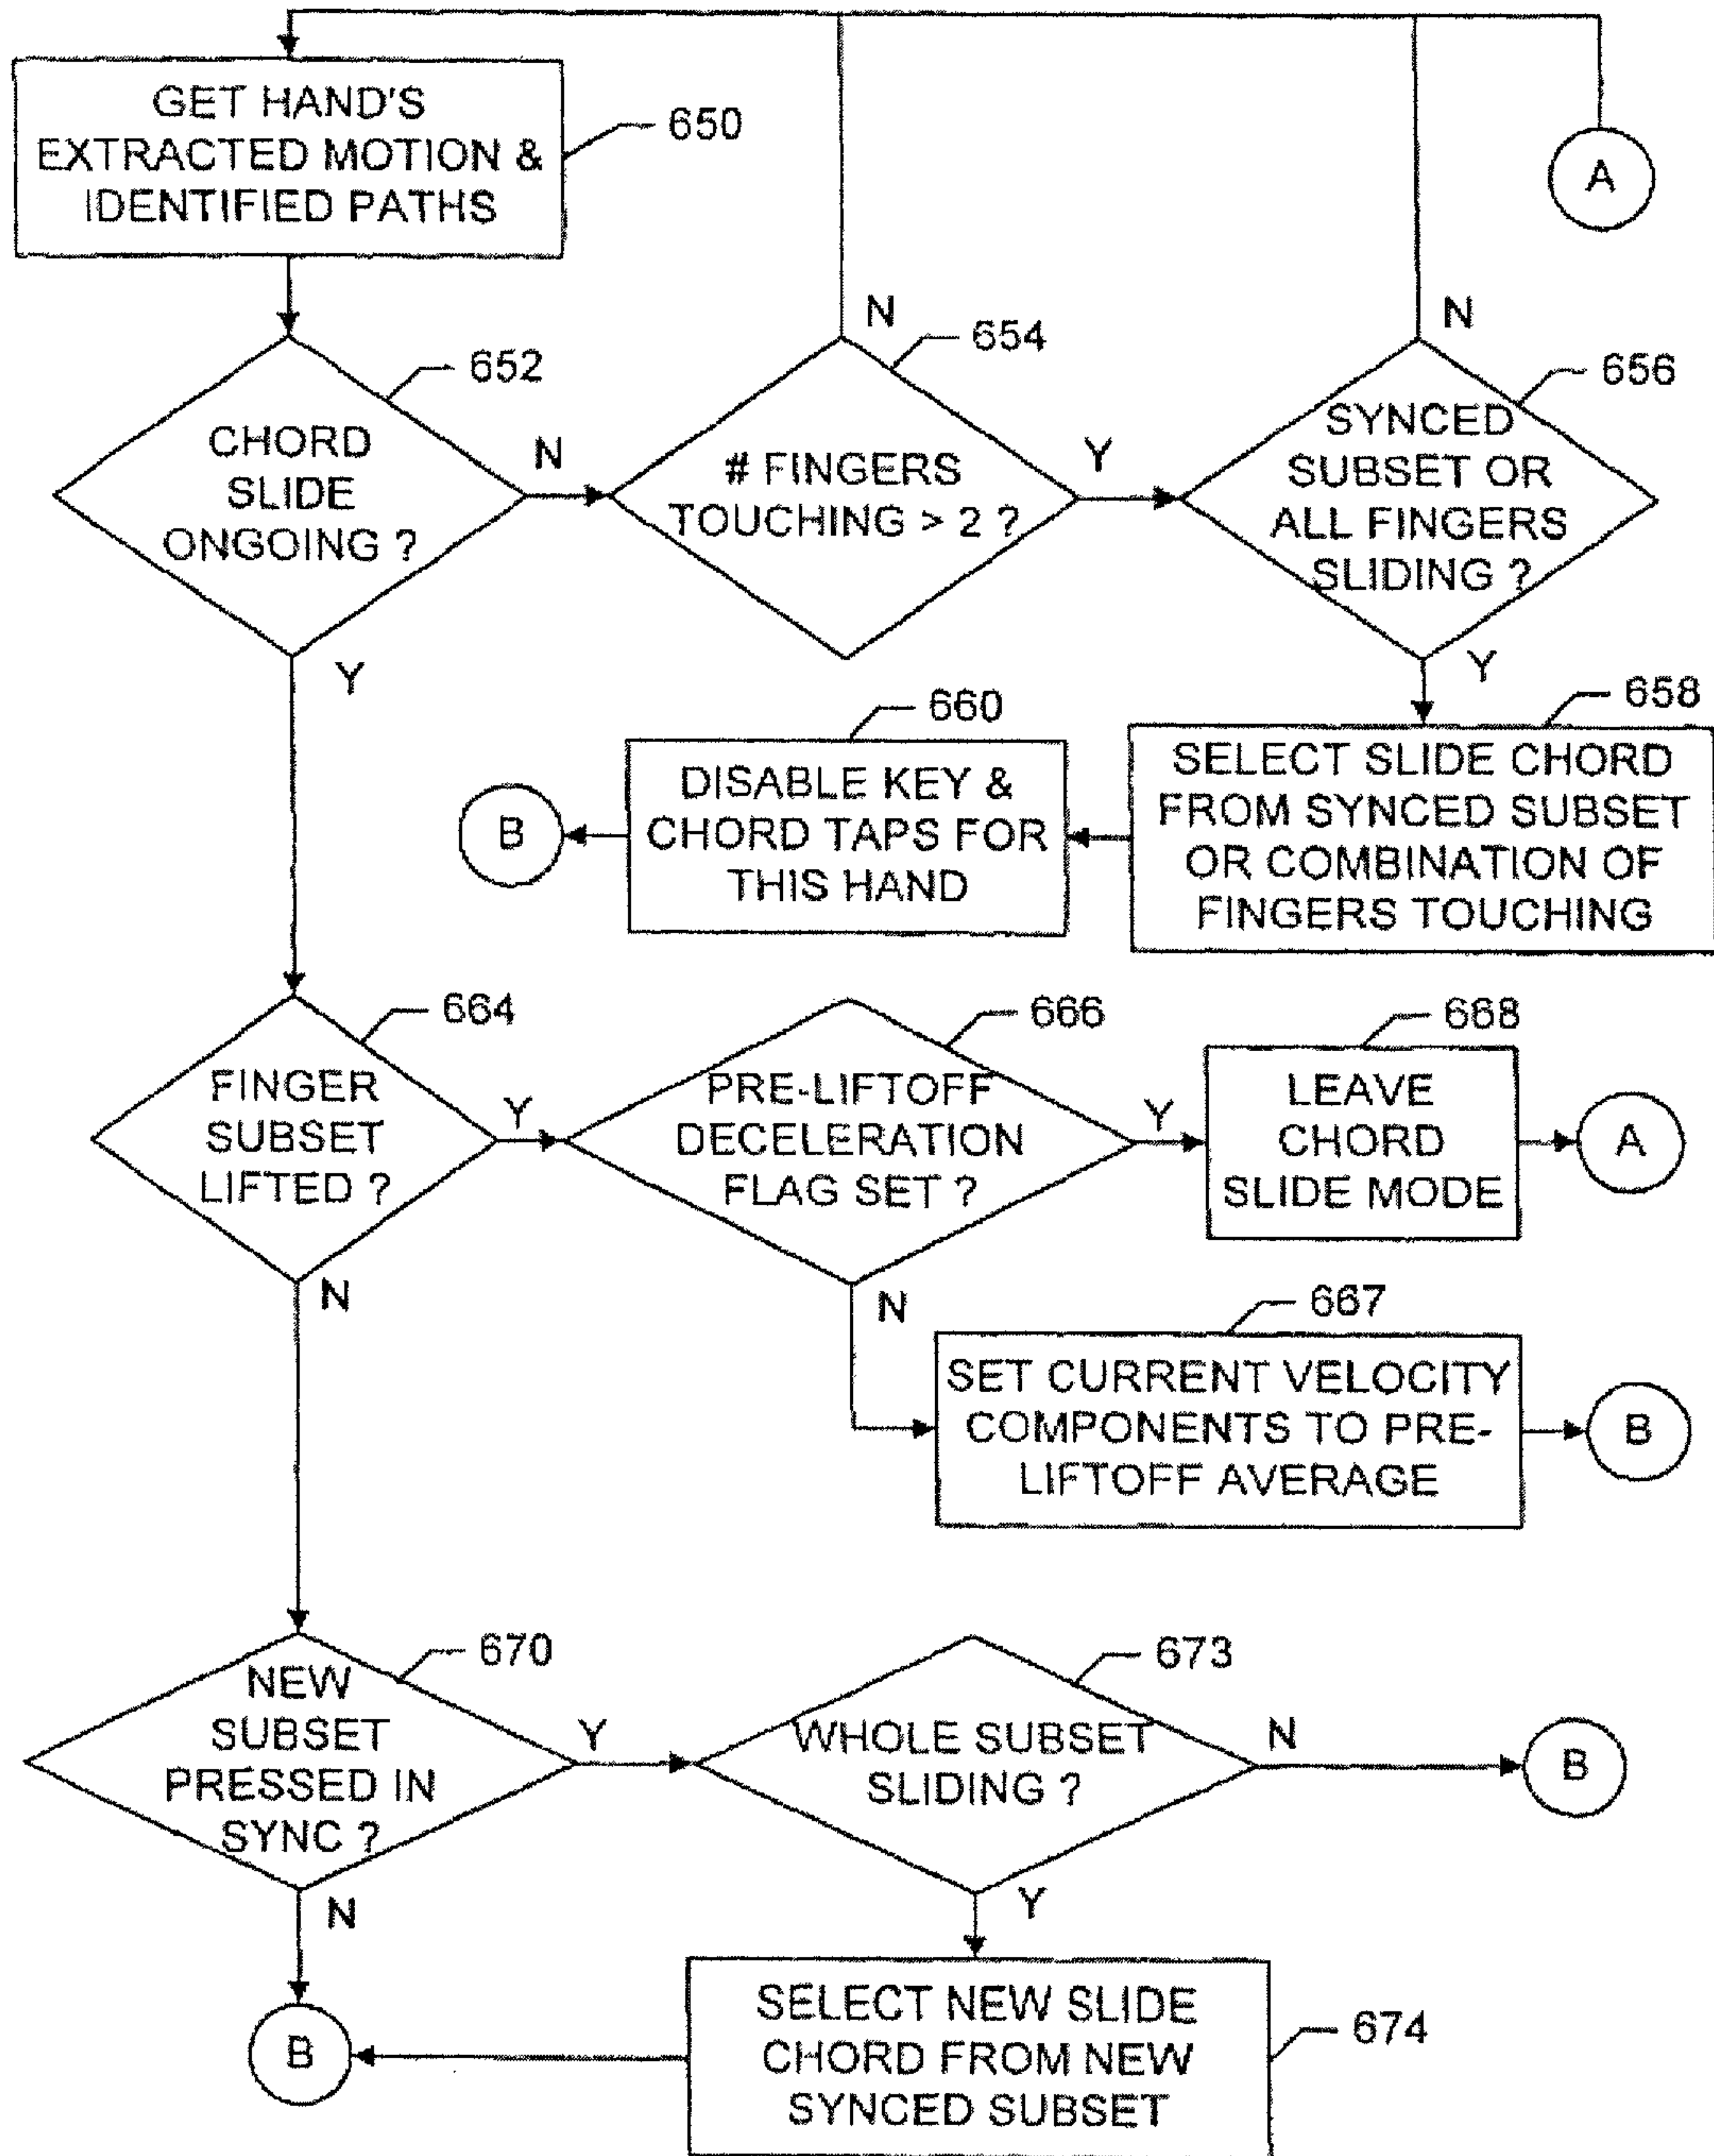 GET HAND'S
EXTRACTED MOTION &
IDENTIFIED PATHS
650
A
CHORD
SLIDE
ONGOING ?
652
N
Y
# FINGERS
TOUCHING > 2 ?
654
N
Y
SYNCED
SUBSET OR
ALL FINGERS
SLIDING ?
656
N
Y
SELECT SLIDE CHORD
FROM SYNCED SUBSET
OR COMBINATION OF
FINGERS TOUCHING
658
DISABLE KEY &
CHORD TAPS FOR
THIS HAND
660
B
FINGER
SUBSET
LIFTED ?
664
Y
N
PRE-LIFTOFF
DECELERATION
FLAG SET ?
666
Y
N
LEAVE
CHORD
SLIDE MODE
668
A
SET CURRENT VELOCITY
COMPONENTS TO PRE-
LIFTOFF AVERAGE
667
B
NEW
SUBSET
PRESSED IN
SYNC ?
670
Y
N
WHOLE SUBSET
SLIDING ?
673
N
B
Y
SELECT NEW SLIDE
CHORD FROM NEW
SYNCED SUBSET
674
B